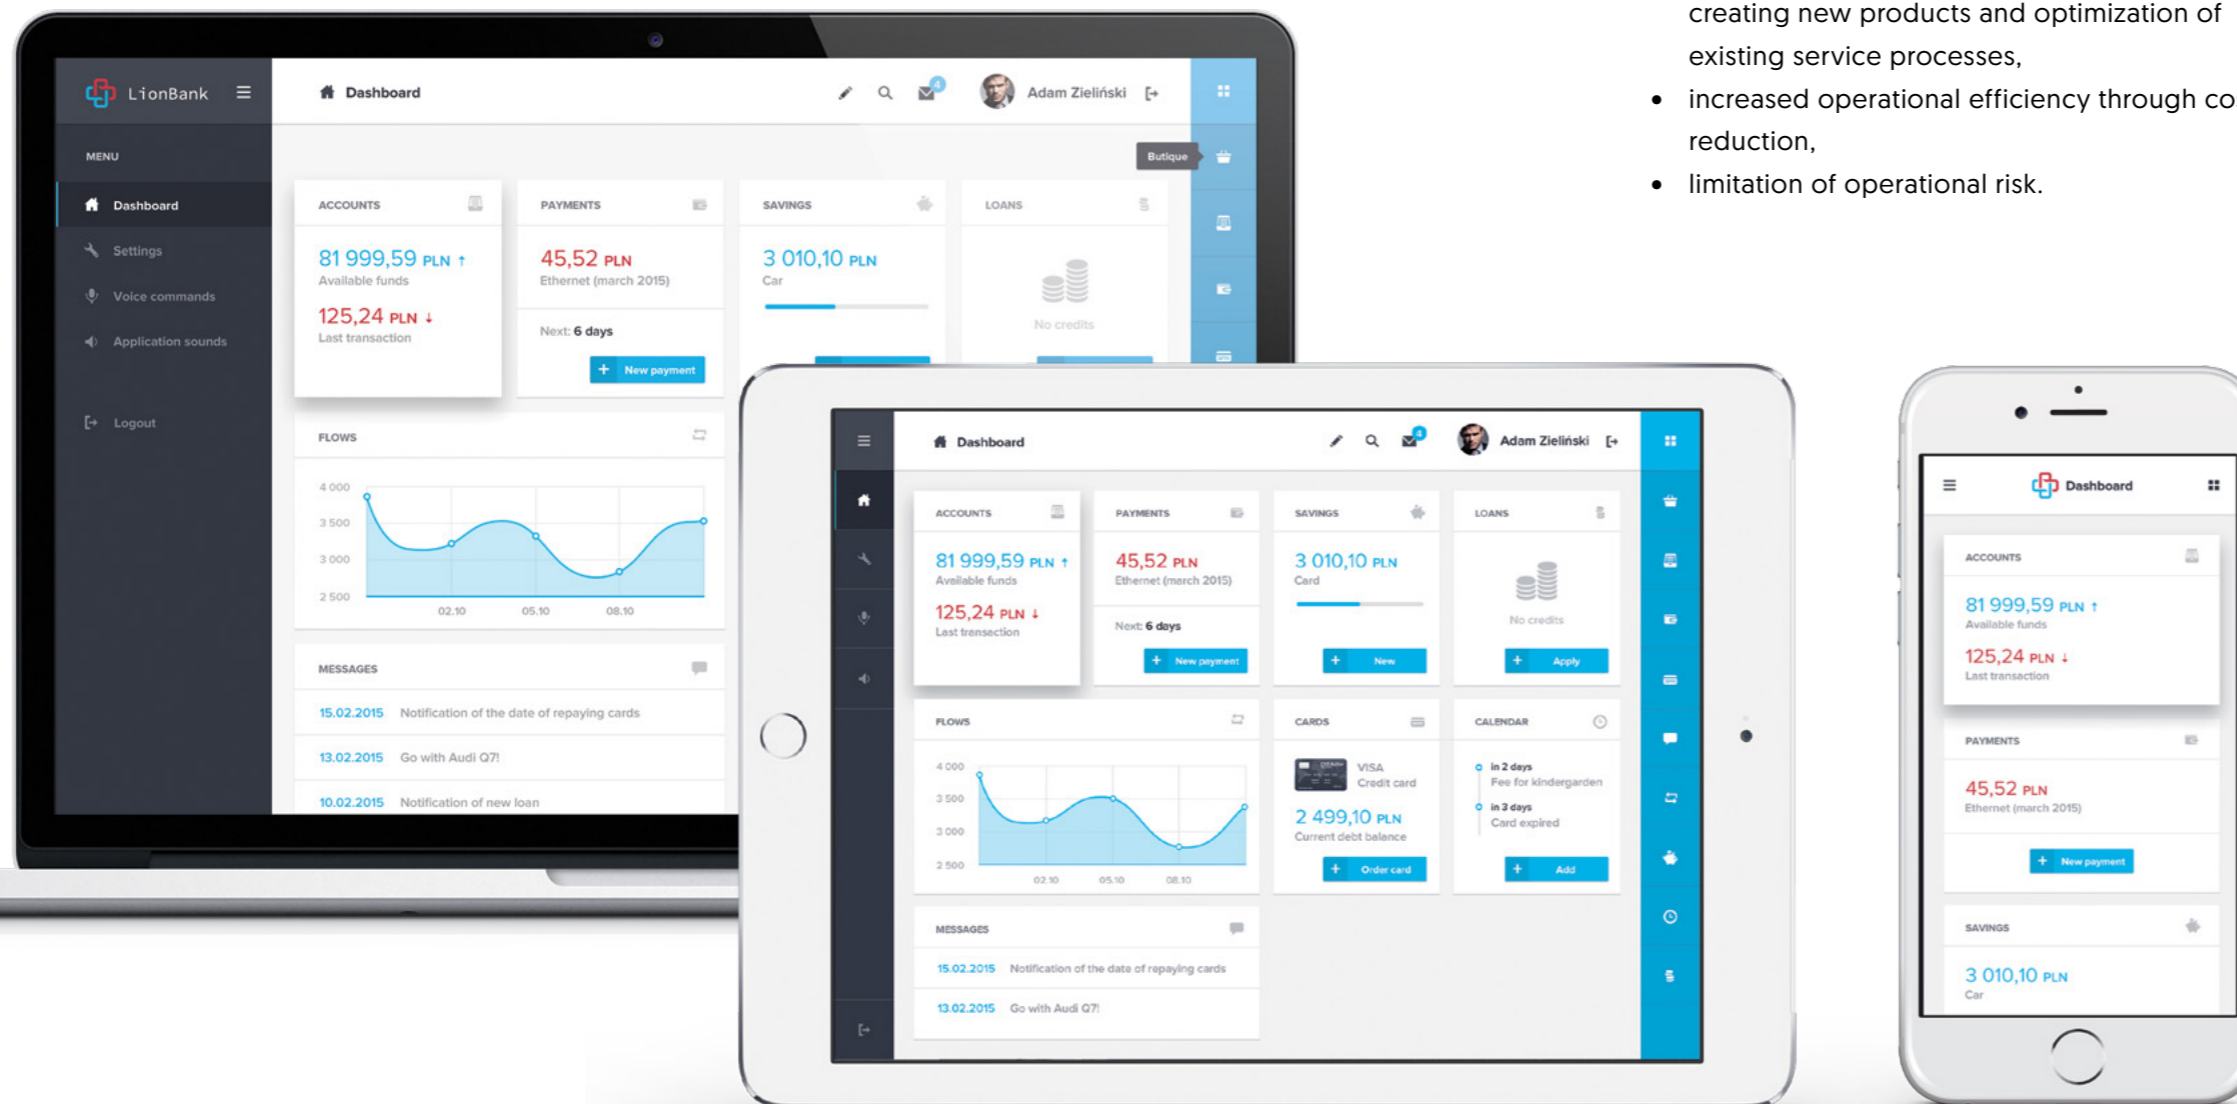 creating new products and optimization of
existing service processes,
• increased operational efficiency through
reduction,
• limitation of operational risk.
LionBank
Dashboard
4
Adam Zieliński
MENU
Butique
Dashboard
Settings
Voice commands
Application sounds
Logout
ACCOUNTS
81 999,59 PLN ↑
Available funds
125,24 PLN ↓
Last transaction
PAYMENTS
45,52 PLN
Ethernet (march 2015)
Next: 6 days
+ New payment
SAVINGS
3 010,10 PLN
Car
LOANS
No credits
FLOWS
4 000
3 500
3 000
2 500
02.10 05.10 08.10
MESSAGES
15.02.2015 Notification of the date of repaying cards
13.02.2015 Go with Audi Q7!
10.02.2015 Notification of new loan
Dashboard
4
Adam Zieliński
ACCOUNTS
81 999,59 PLN ↑
Available funds
125,24 PLN ↓
Last transaction
PAYMENTS
45,52 PLN
Ethernet (march 2015)
Next: 6 days
+ New payment
SAVINGS
3 010,10 PLN
Card
+ New
LOANS
No credits
+ Apply
FLOWS
4 000
3 500
3 000
2 500
02.10 05.10 08.10
CARDS
VISA
Credit card
2 499,10 PLN
Current debt balance
+ Order card
CALENDAR
in 2 days
Fee for kindergarden
in 3 days
Card expired
+ Add
MESSAGES
15.02.2015 Notification of the date of repaying cards
13.02.2015 Go with Audi Q7!
Dashboard
ACCOUNTS
81 999,59 PLN ↑
Available funds
125,24 PLN ↓
Last transaction
PAYMENTS
45,52 PLN
Ethernet (march 2015)
+ New payment
SAVINGS
3 010,10 PLN
Car